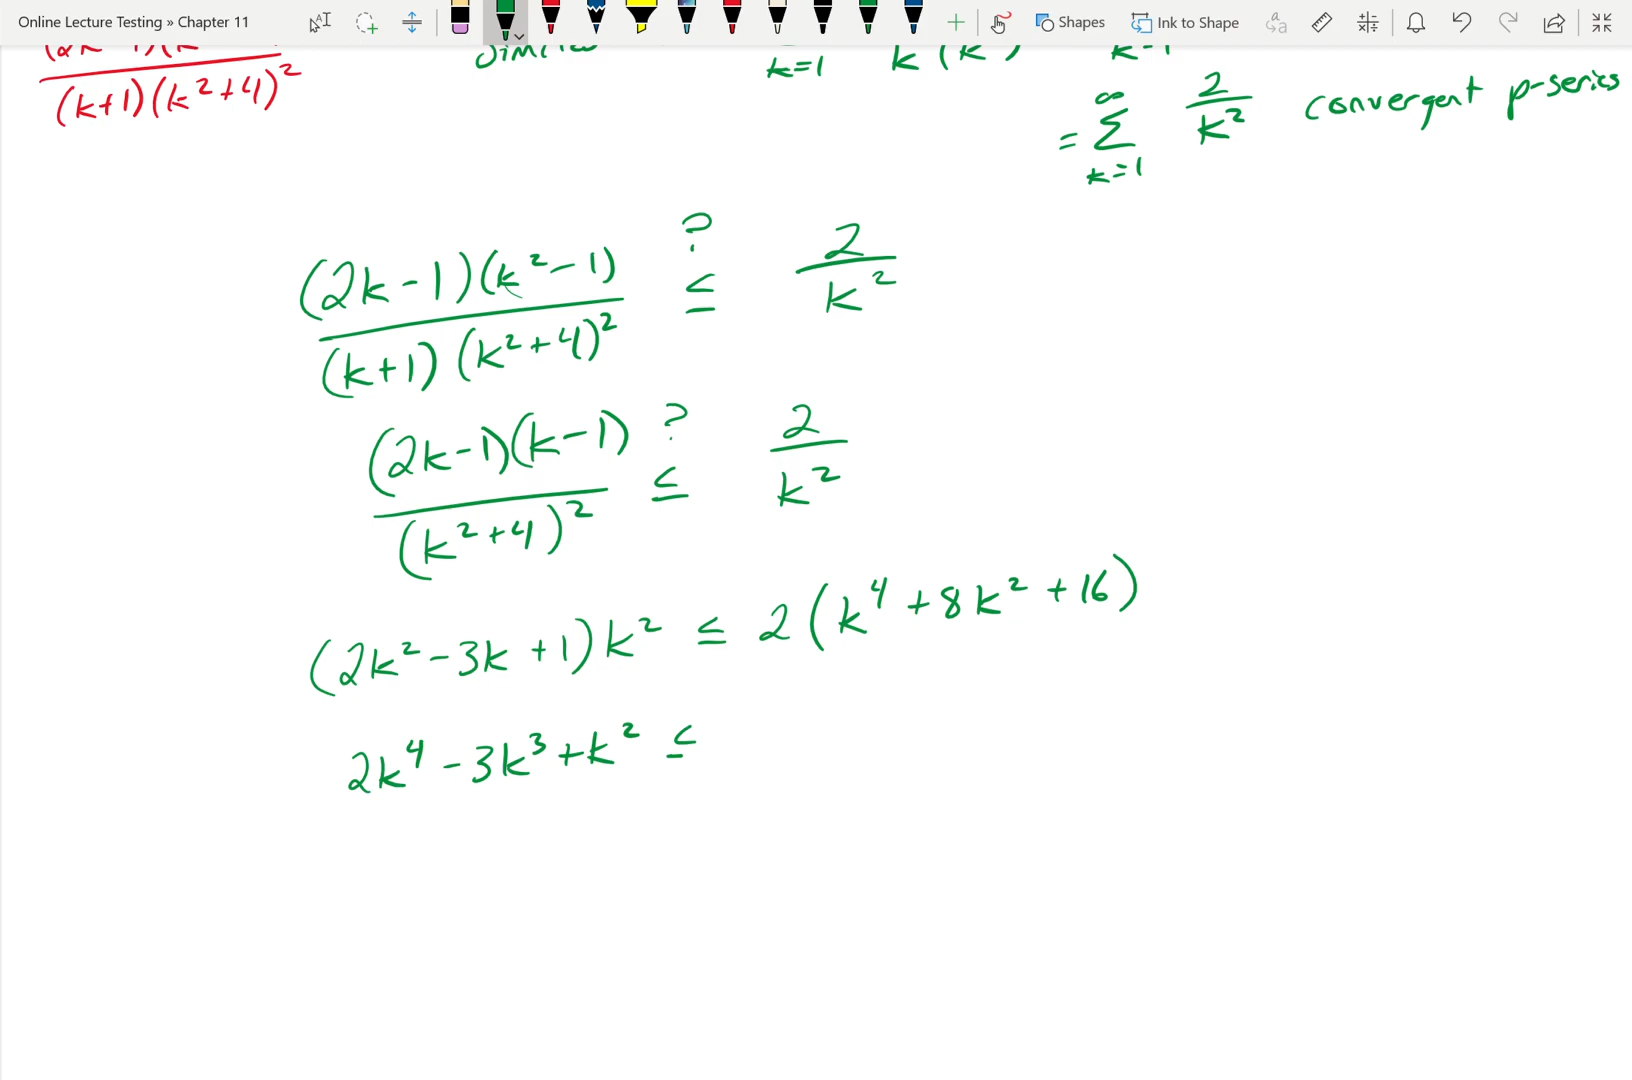 Online Lecture Testing » Chapter 11
Shapes
Ink to Shape
(k+1)(k²+4)²
k=1
= ∞ Σ k=1 2/k² convergent p-series
(2k-1)(k²-1) / (k+1)(k²+4)² ≤? 2/k²
(2k-1)(k-1) / (k²+4)² ≤? 2/k²
(2k²-3k+1)k² ≤ 2(k⁴+8k²+16)
2k⁴-3k³+k² ≤